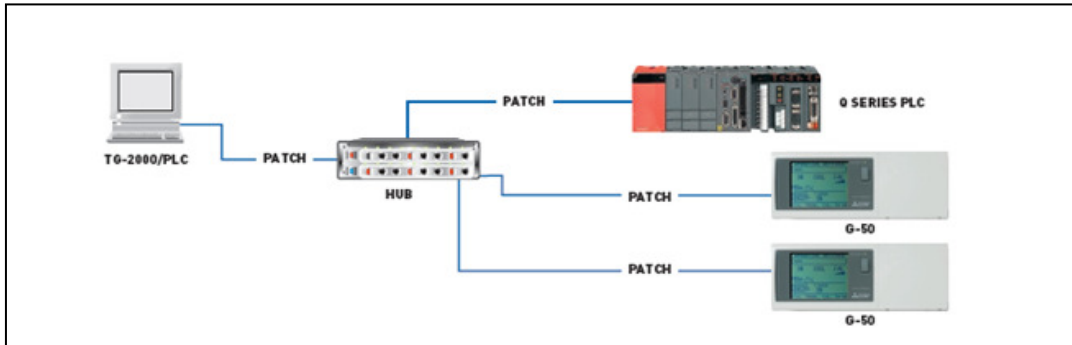 PATCH
Q SERIES PLC
TG-2000/PLC
PATCH
HUB
PATCH
G-50
PATCH
G-50